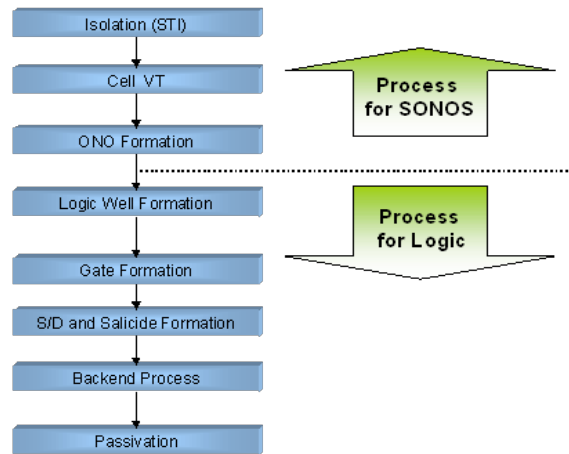 Isolation (STI)
Cell VT
ONO Formation
Process
for SONOS
Logic Well Formation
Process
for Logic
Gate Formation
S/D and Salicide Formation
Backend Process
Passivation